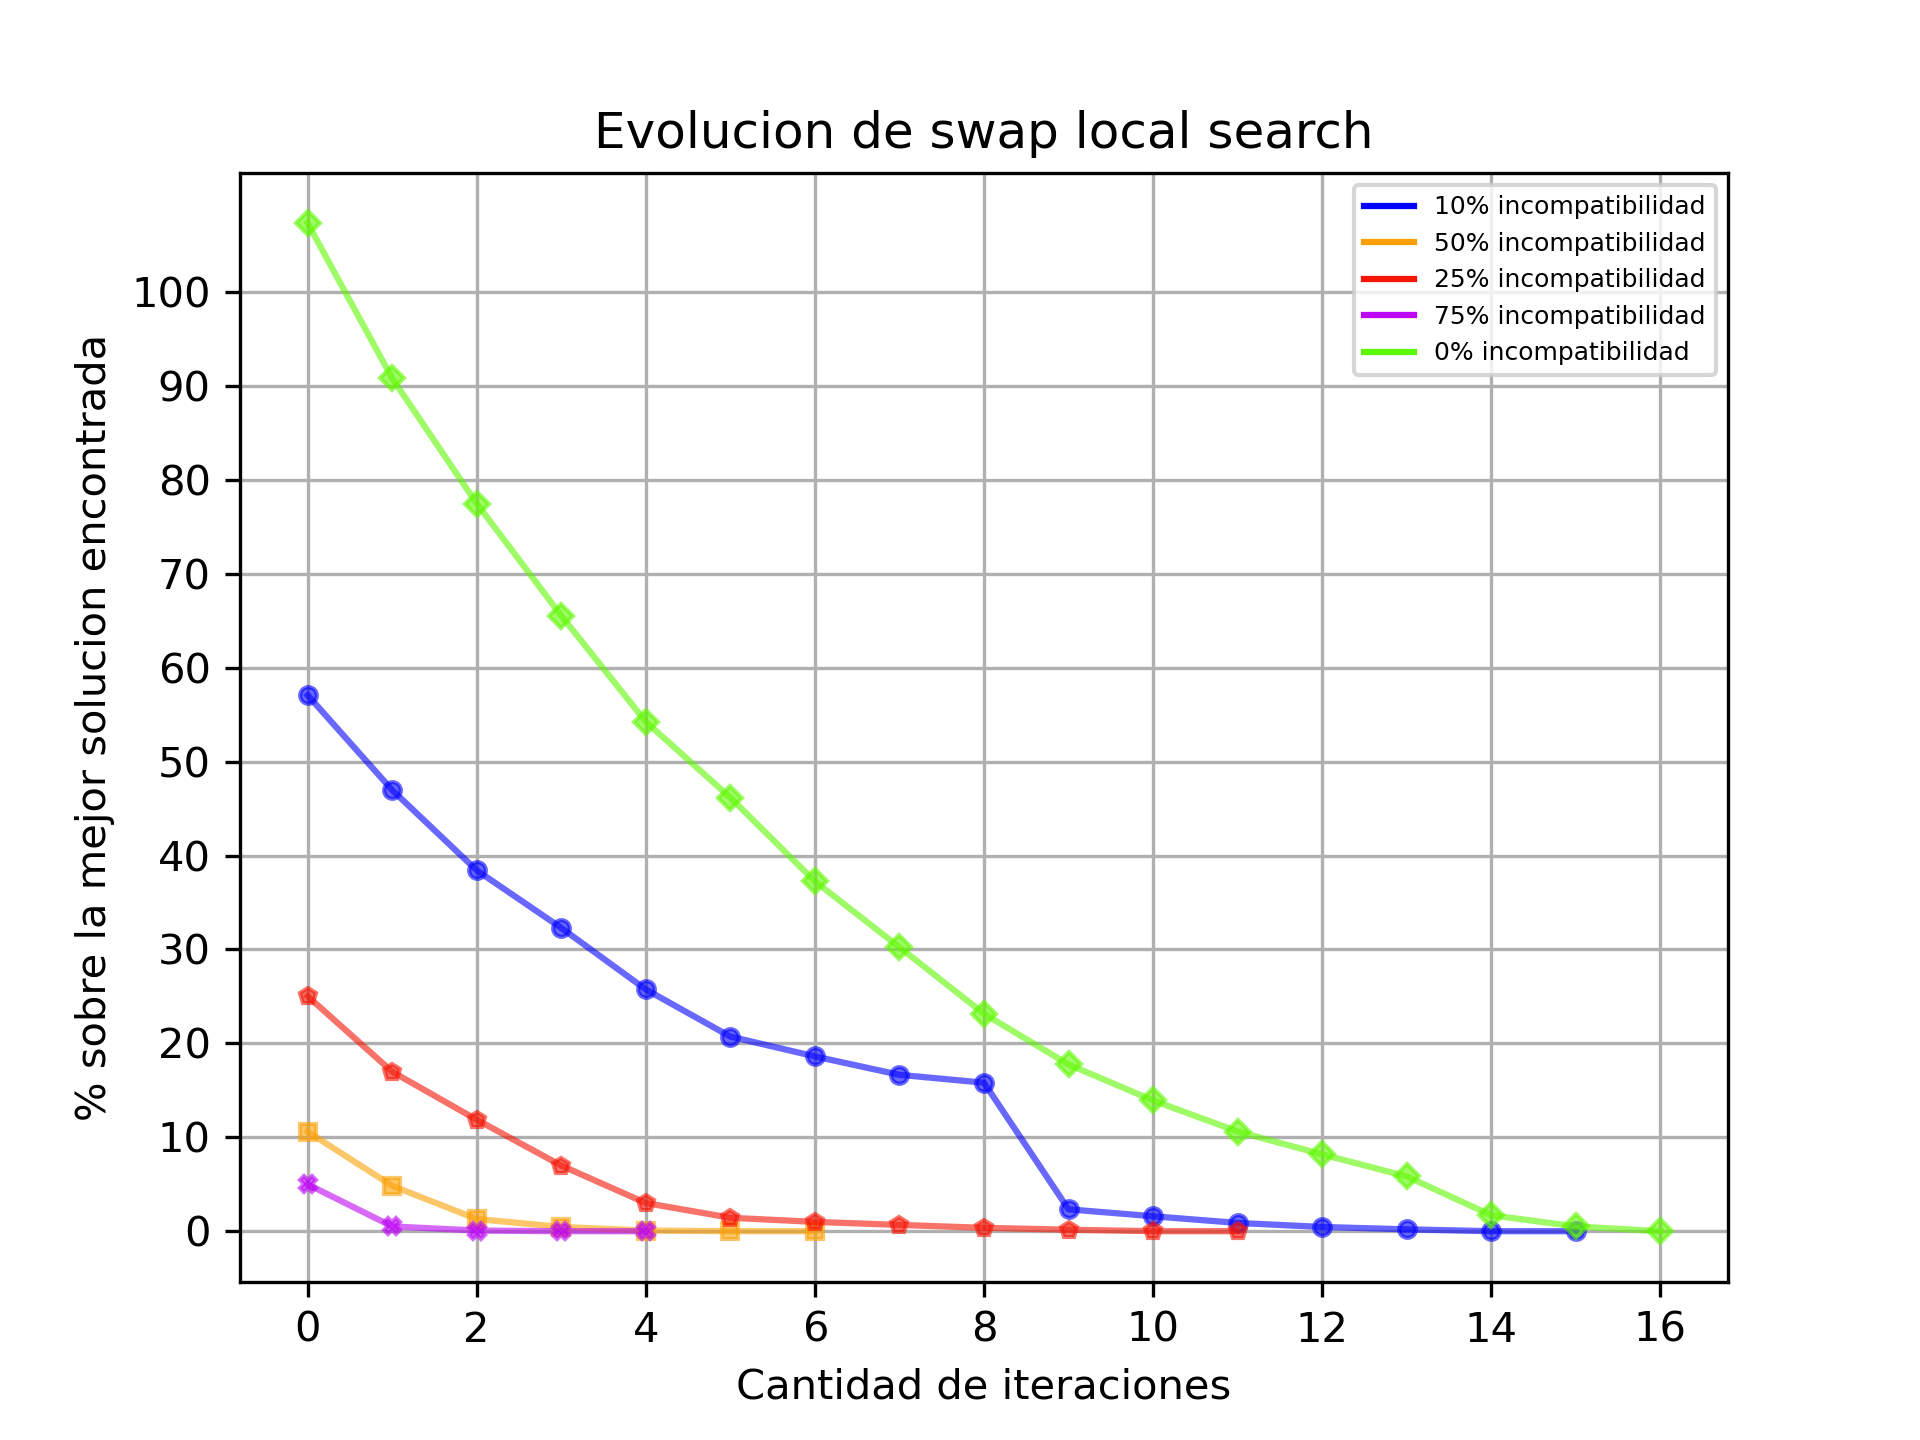 Evolucion de swap local search
10% incompatibilidad
50% incompatibilidad
25% incompatibilidad
75% incompatibilidad
0% incompatibilidad
% sobre la mejor solucion encontrada
100
90
80
70
60
50
40
30
20
10
0
0 2 4 6 8 10 12 14 16
Cantidad de iteraciones